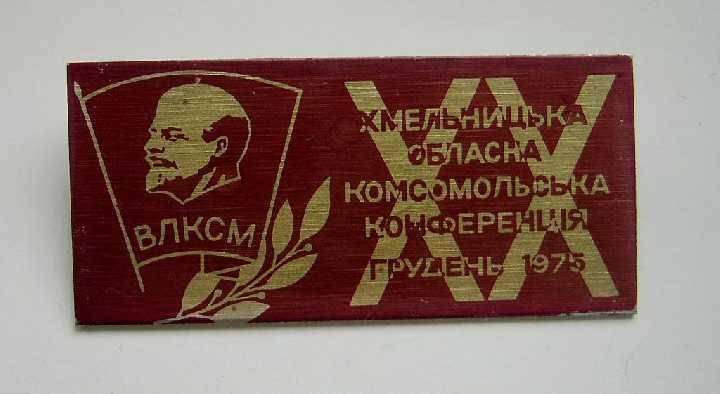 ВЛКСМ
XX
ХМЕЛЬНИЦЬКА
ОБЛАСНА
КОМСОМОЛЬСЬКА
КОНФЕРЕНЦІЯ
ГРУДЕНЬ 1975